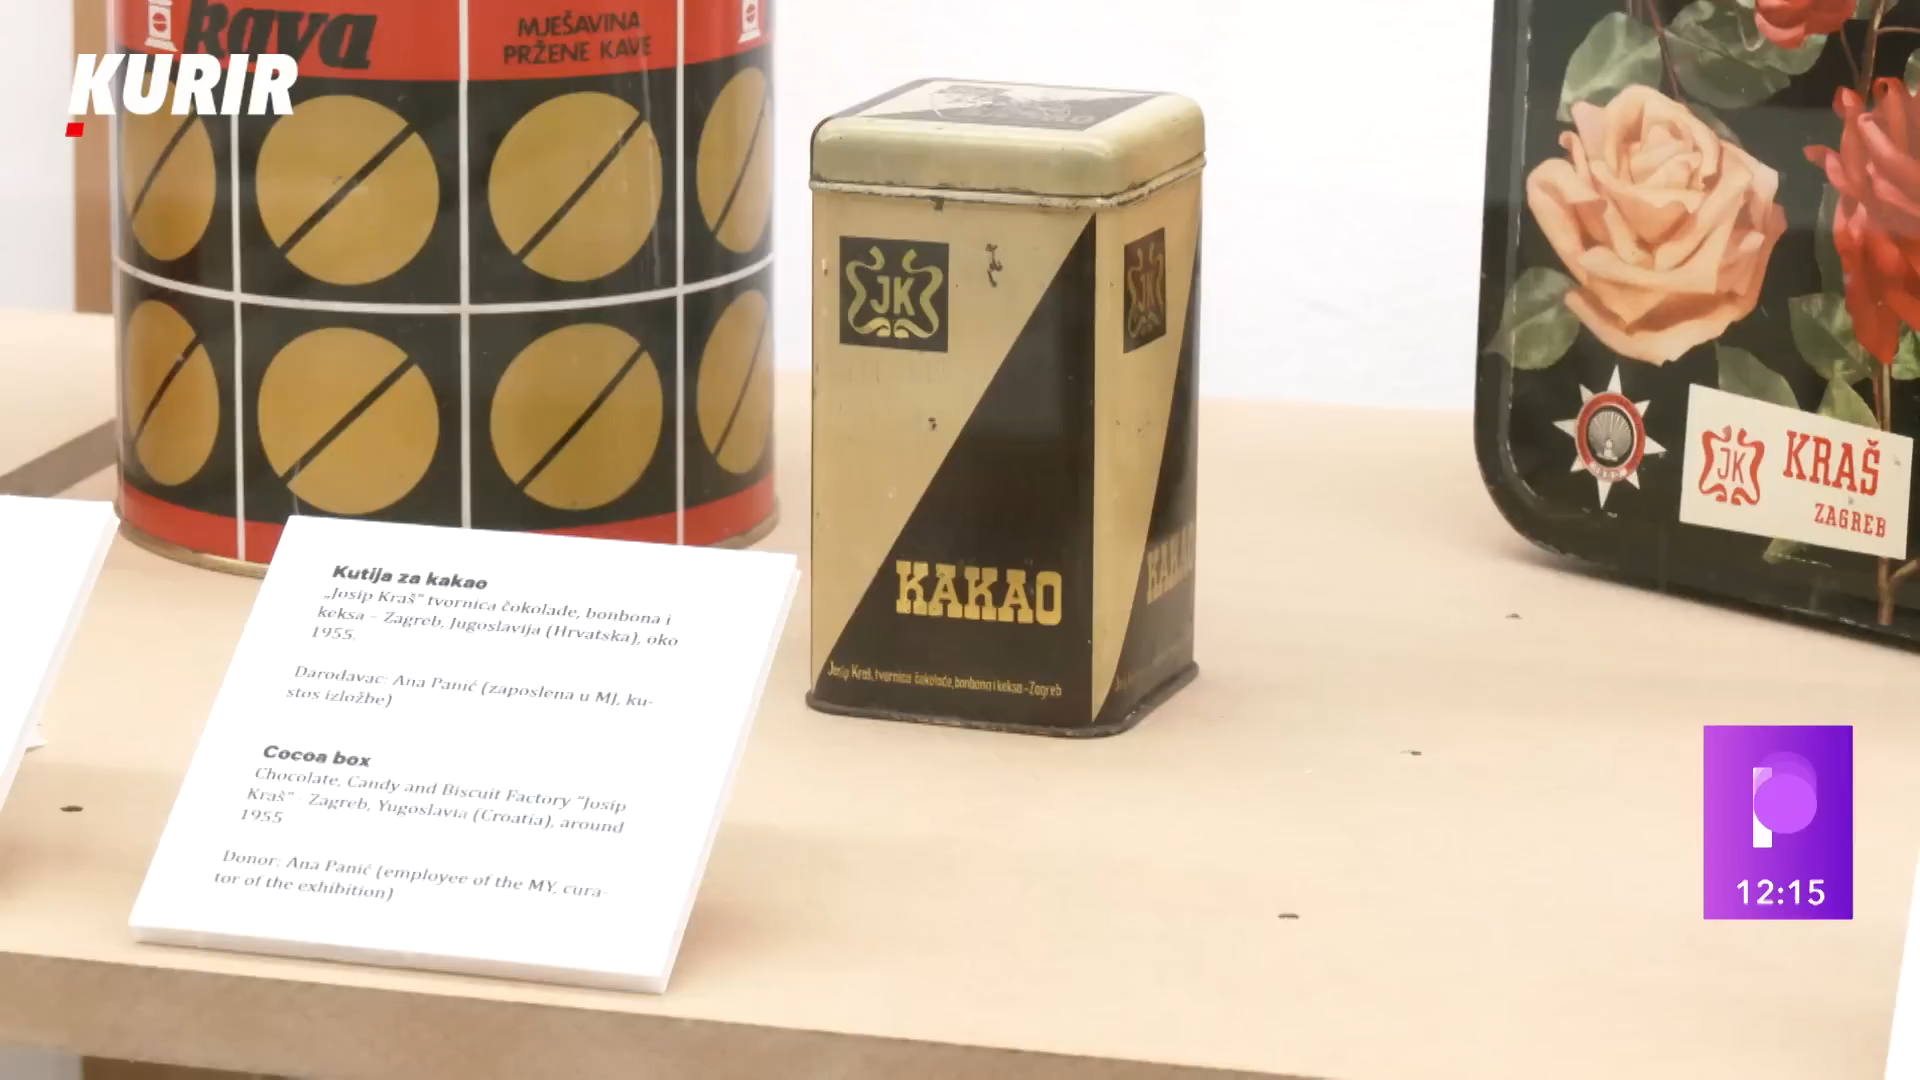 kava
MJEŠAVINA
PRŽENE KAVE
KURIR
JK
JK
KAKAO
KAKAO
Josip Kraš, tvornica čokolade, bonbona i keksa - Zagreb
JK
KRAŠ
ZAGREB
Kutija za kakao
„Josip Kraš" tvornica čokolade, bonbona i
keksa – Zagreb, Jugoslavija (Hrvatska), oko
1955.
Darodavac: Ana Panić (zaposlena u MJ, ku-
stos izložbe)
Cocoa box
Chocolate, Candy and Biscuit Factory "Josip
Kraš" - Zagreb, Yugoslavia (Croatia), around
1955
Donor: Ana Panić (employee of the MY, cura-
tor of the exhibition)
12:15